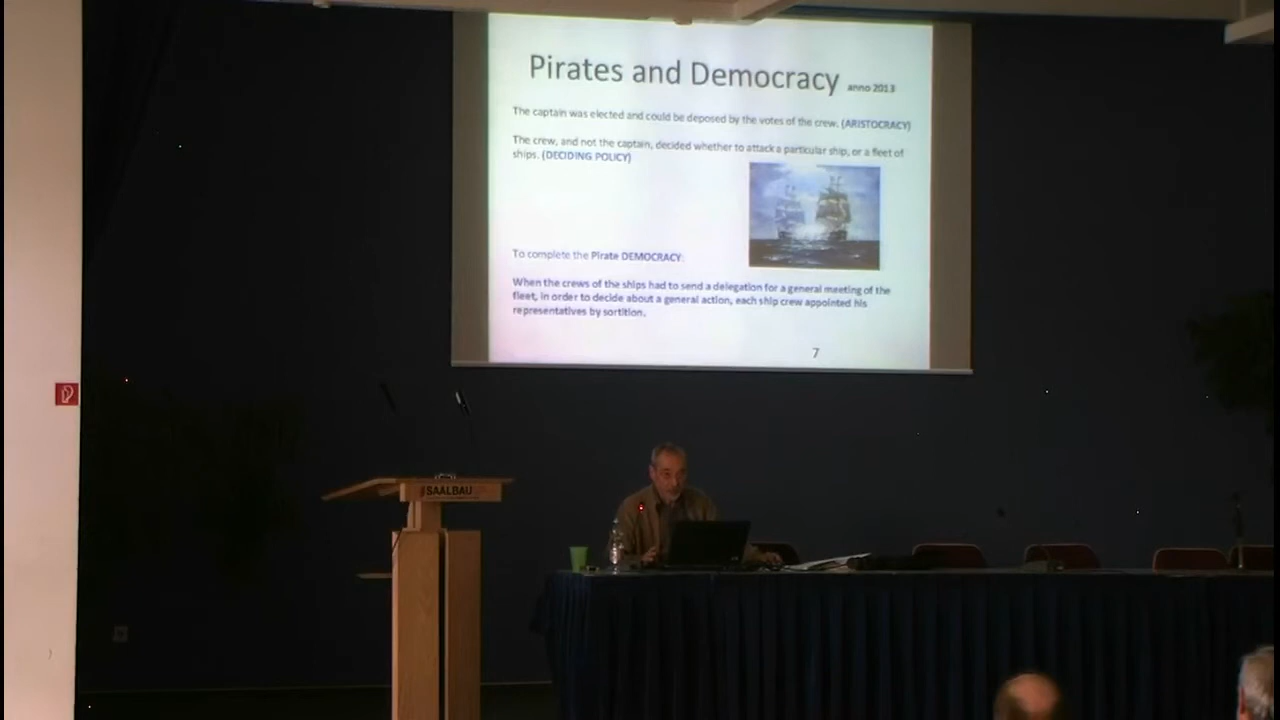 Pirates and Democracy anno 2013
The captain was elected and could be deposed by the votes of the crew. (ARISTOCRACY)
The crew, and not the captain, decided whether to attack a particular ship, or a fleet of
ships. (DECIDING POLICY)
To complete the Pirate DEMOCRACY:
When the crews of the ships had to send a delegation for a general meeting of the
fleet, in order to decide about a general action, each ship crew appointed his
representatives by sortition.
7
SAALBAU